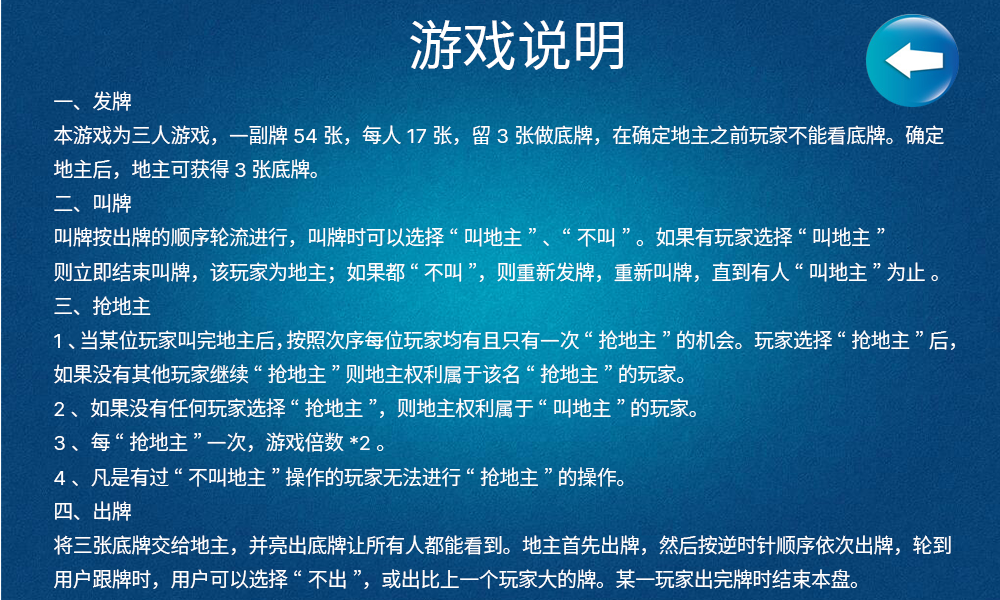 游戏说明
一、发牌
本游戏为三人游戏，一副牌 54 张，每人 17 张，留 3 张做底牌，在确定地主之前玩家不能看底牌。确定
地主后，地主可获得 3 张底牌。
二、叫牌
叫牌按出牌的顺序轮流进行，叫牌时可以选择 “ 叫地主 ” 、“ 不叫 ” 。如果有玩家选择 “ 叫地主 ”
则立即结束叫牌，该玩家为地主；如果都 “ 不叫 ”，则重新发牌，重新叫牌，直到有人 “ 叫地主 ” 为止 。
三、抢地主
1 、当某位玩家叫完地主后，按照次序每位玩家均有且只有一次 “ 抢地主 ” 的机会。玩家选择 “ 抢地主 ” 后，
如果没有其他玩家继续 “ 抢地主 ” 则地主权利属于该名 “ 抢地主 ” 的玩家。
2 、如果没有任何玩家选择 “ 抢地主 ”，则地主权利属于 “ 叫地主 ” 的玩家。
3 、每 “ 抢地主 ” 一次，游戏倍数 *2 。
4 、凡是有过 “ 不叫地主 ” 操作的玩家无法进行 “ 抢地主 ” 的操作。
四、出牌
将三张底牌交给地主，并亮出底牌让所有人都能看到。地主首先出牌，然后按逆时针顺序依次出牌，轮到
用户跟牌时，用户可以选择 “ 不出 ”，或出比上一个玩家大的牌。某一玩家出完牌时结束本盘。